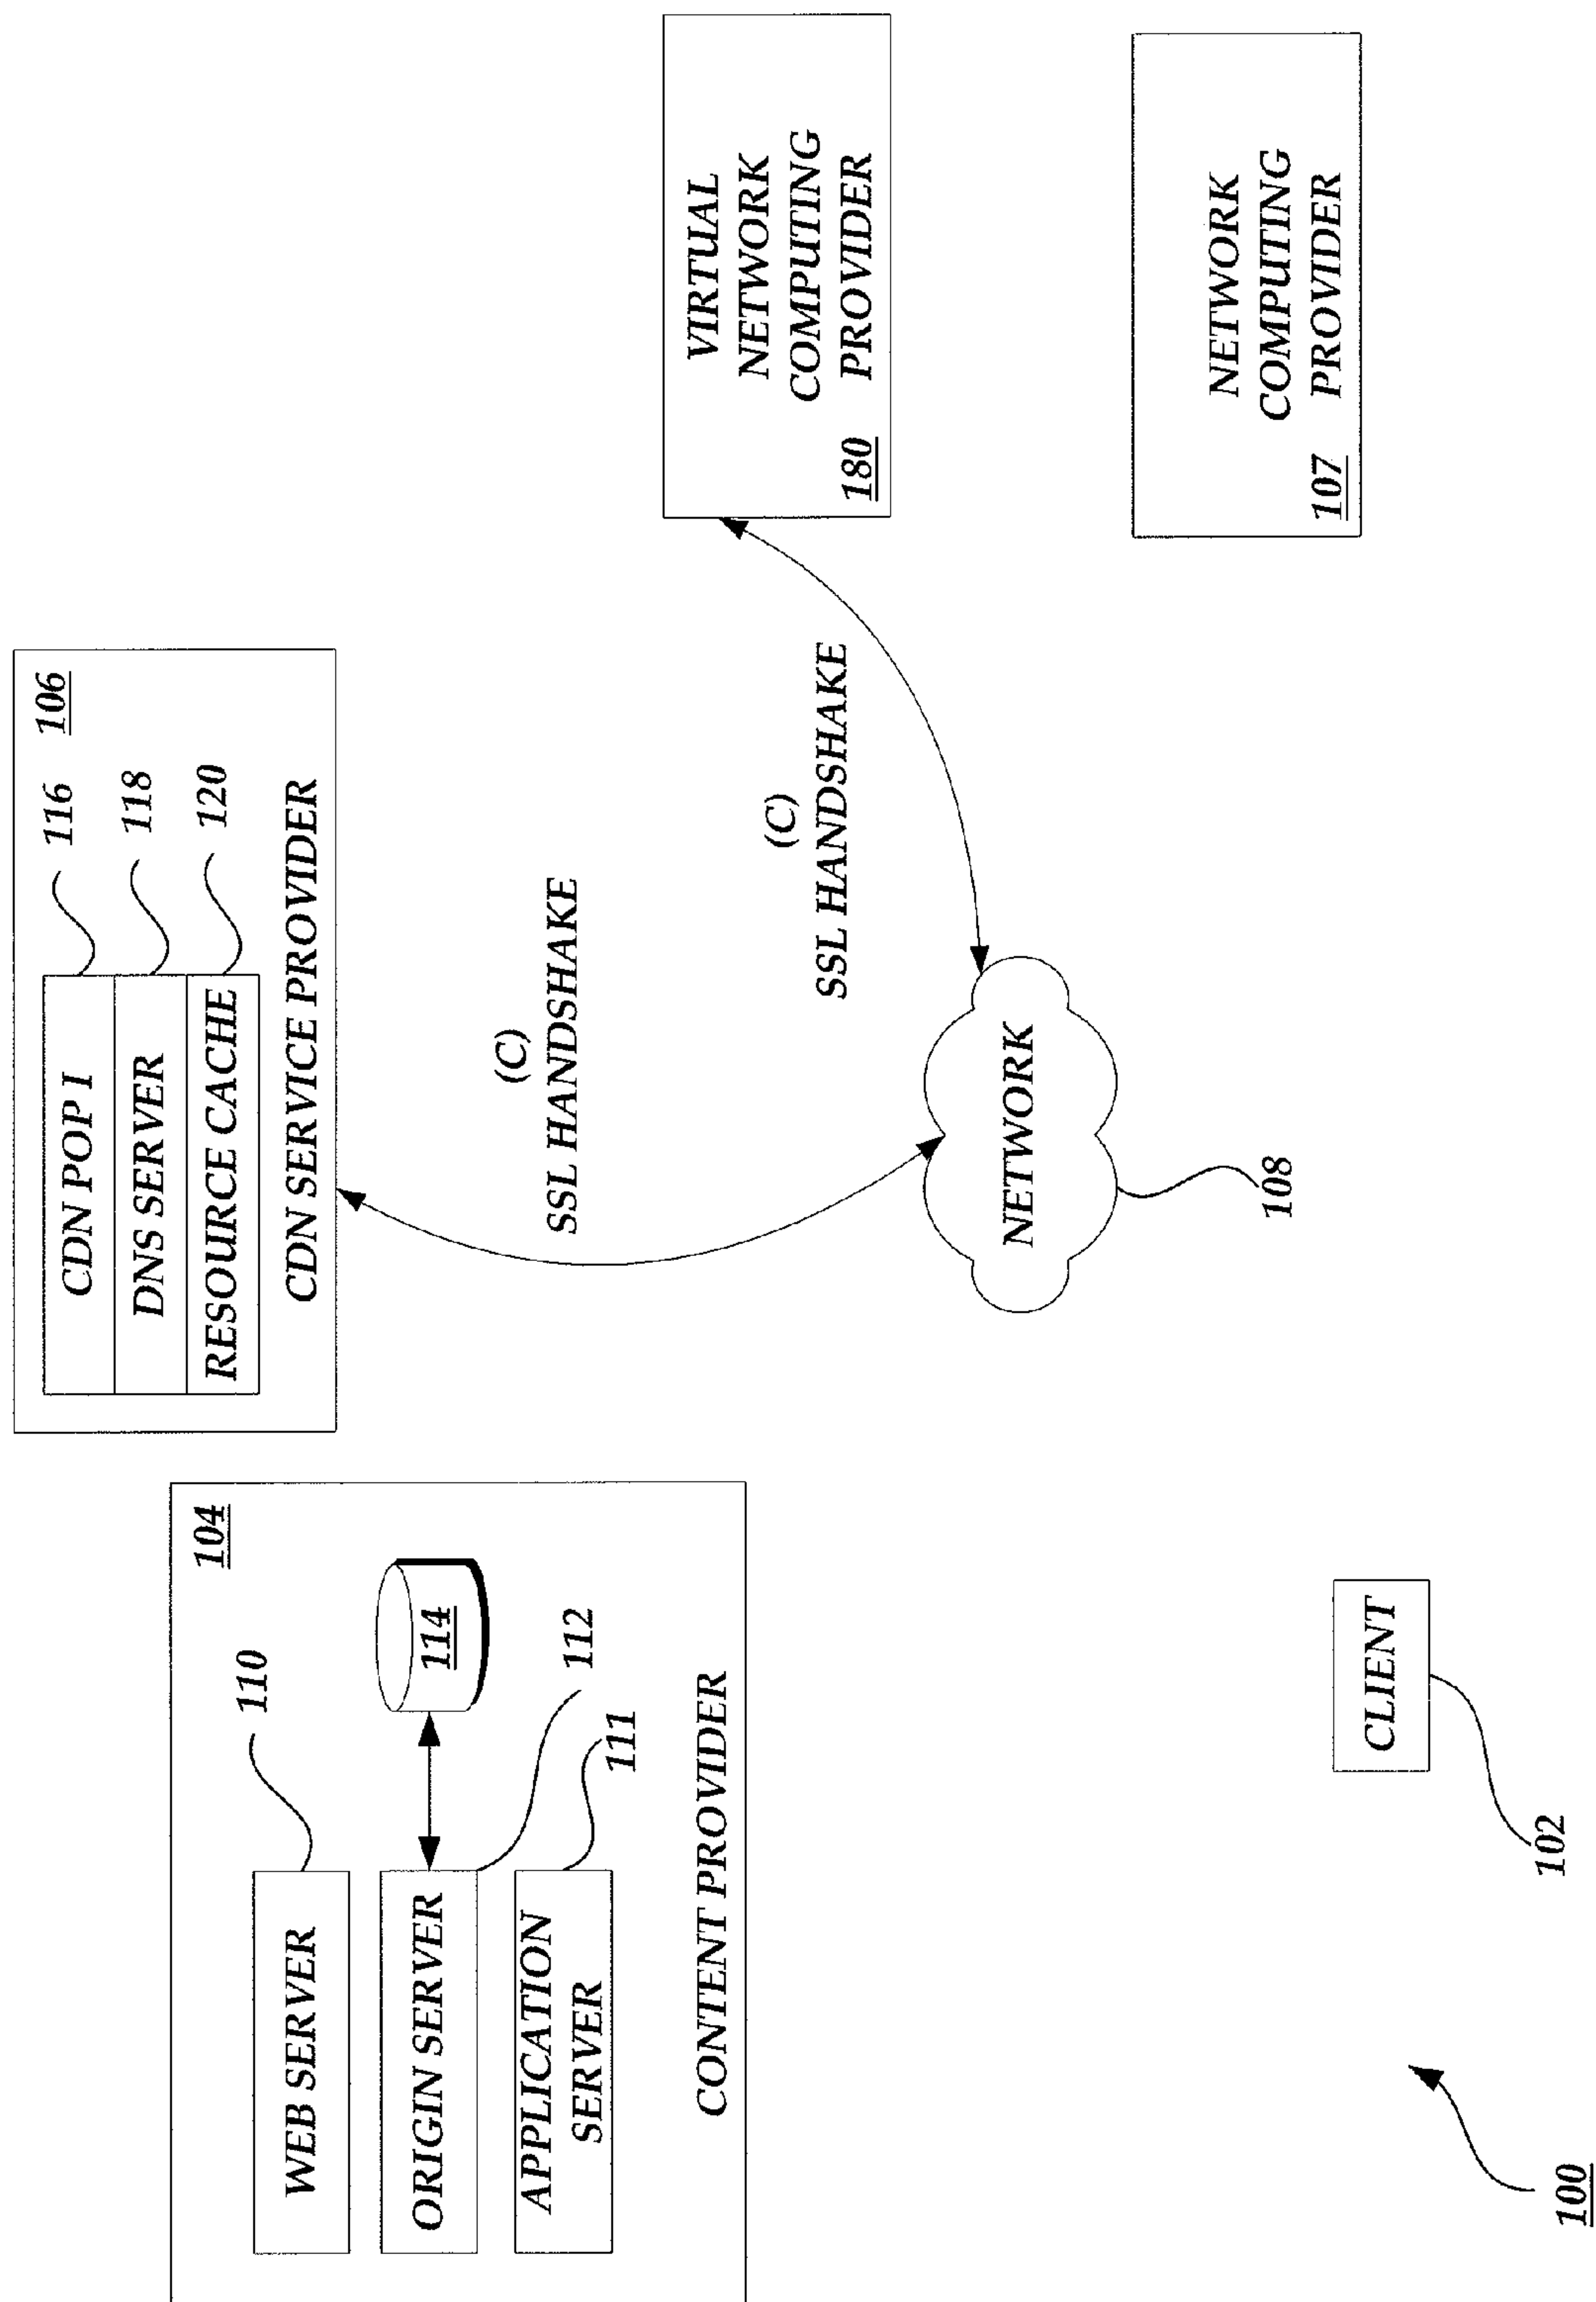 104
110
WEB SERVER
ORIGIN SERVER
114
112
APPLICATION
SERVER
111
CONTENT PROVIDER
106
116
CDN POP I
118
DNS SERVER
120
RESOURCE CACHE
CDN SERVICE PROVIDER
(C)
SSL HANDSHAKE
(C)
SSL HANDSHAKE
VIRTUAL
NETWORK
COMPUTING
PROVIDER
180
NETWORK
108
NETWORK
COMPUTING
PROVIDER
107
CLIENT
102
100